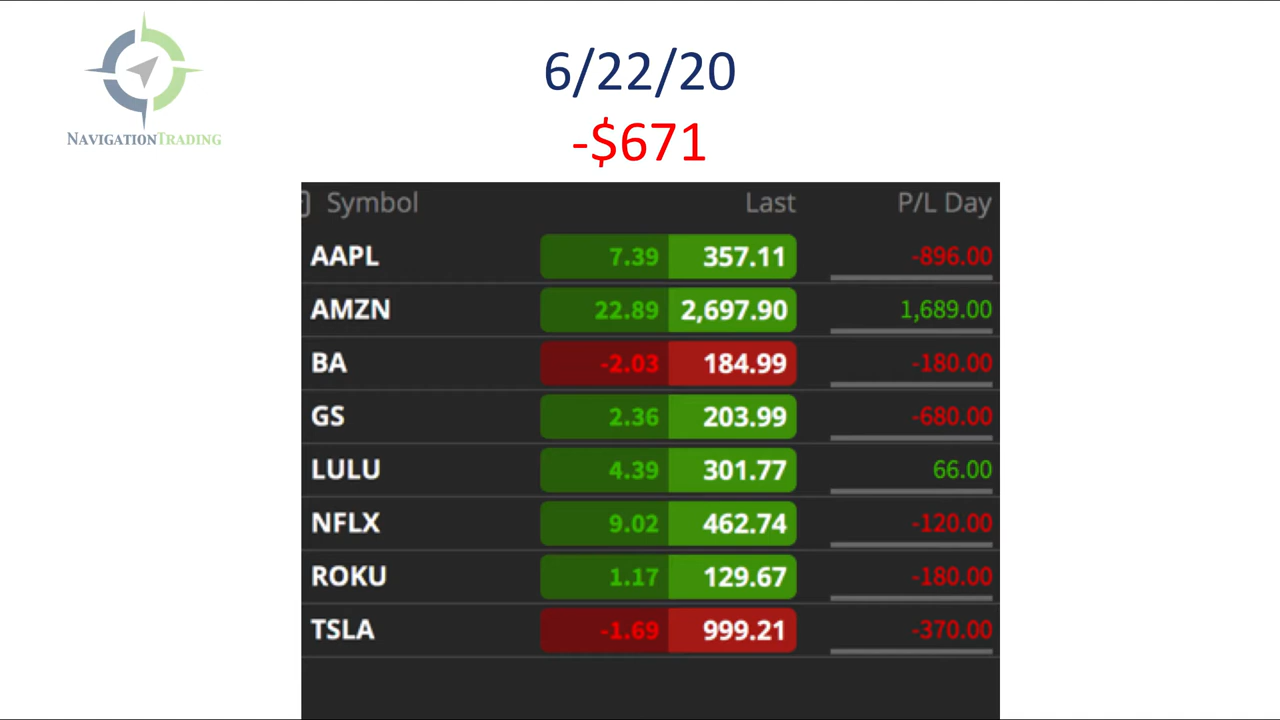 NAVIGATIONTRADING
6/22/20
-$671
Symbol Last P/L Day
AAPL 7.39 357.11 -896.00
AMZN 22.89 2,697.90 1,689.00
BA -2.03 184.99 -180.00
GS 2.36 203.99 -680.00
LULU 4.39 301.77 66.00
NFLX 9.02 462.74 -120.00
ROKU 1.17 129.67 -180.00
TSLA -1.69 999.21 -370.00